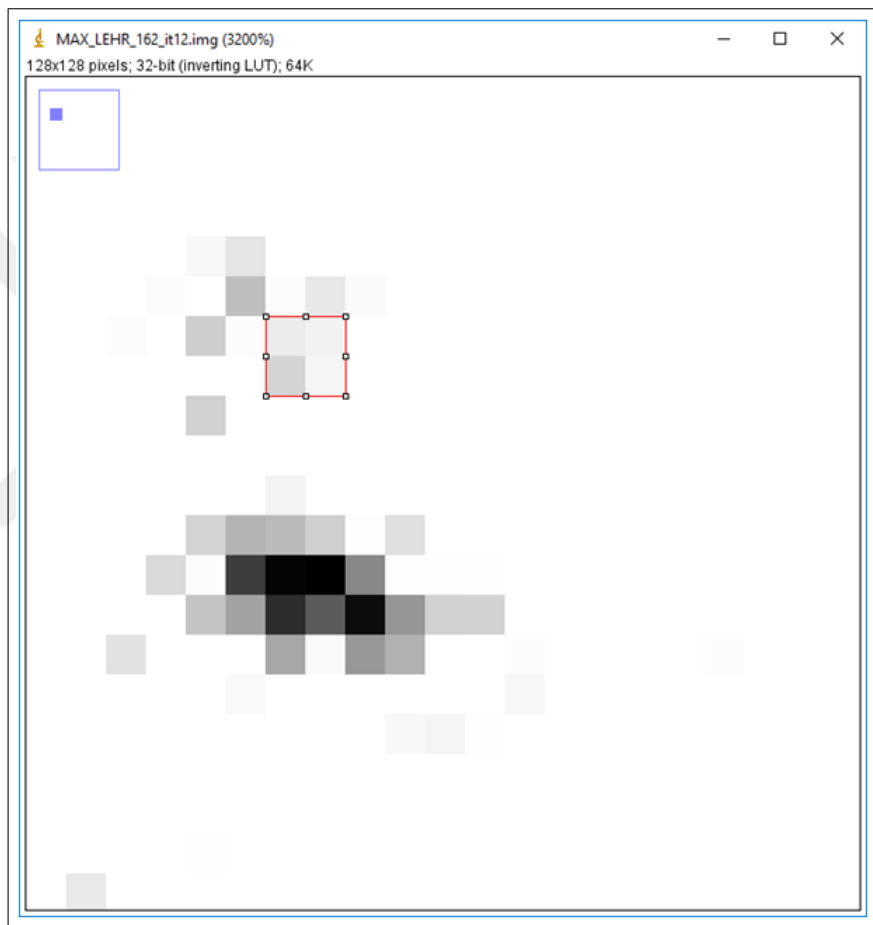 MAX_LEHR_162_it12.img (3200%)
128x128 pixels; 32-bit (inverting LUT); 64K